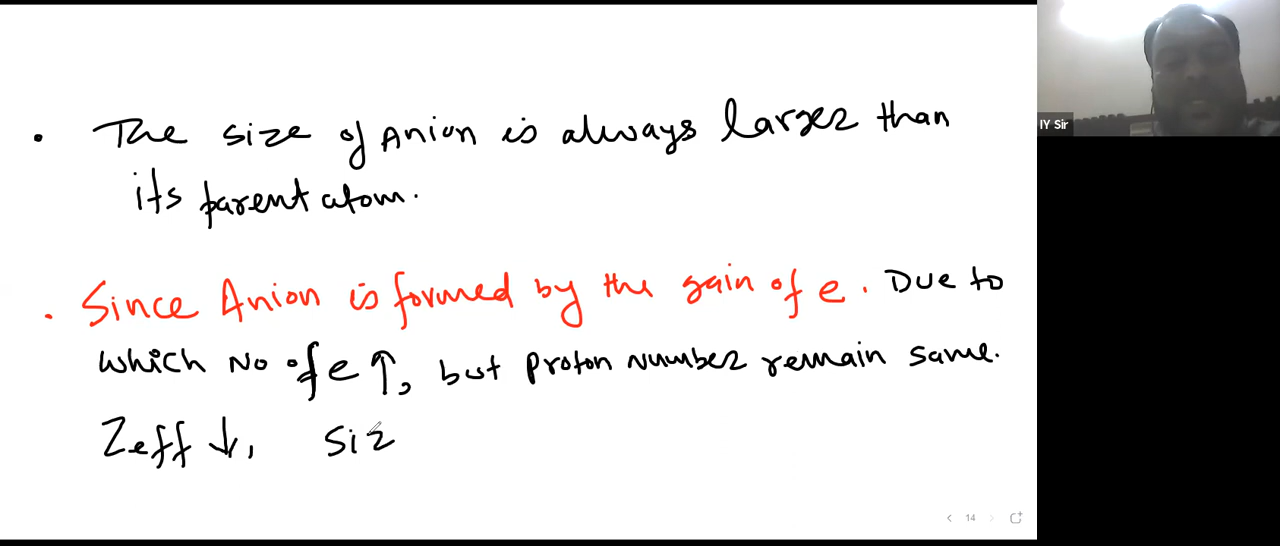 • The size of Anion is always larger than
its parent atom.
• Since Anion is formed by the gain of e. Due to
which No of e ↑, but proton number remain same.
Zeff ↓, Siz
IY Sir
14